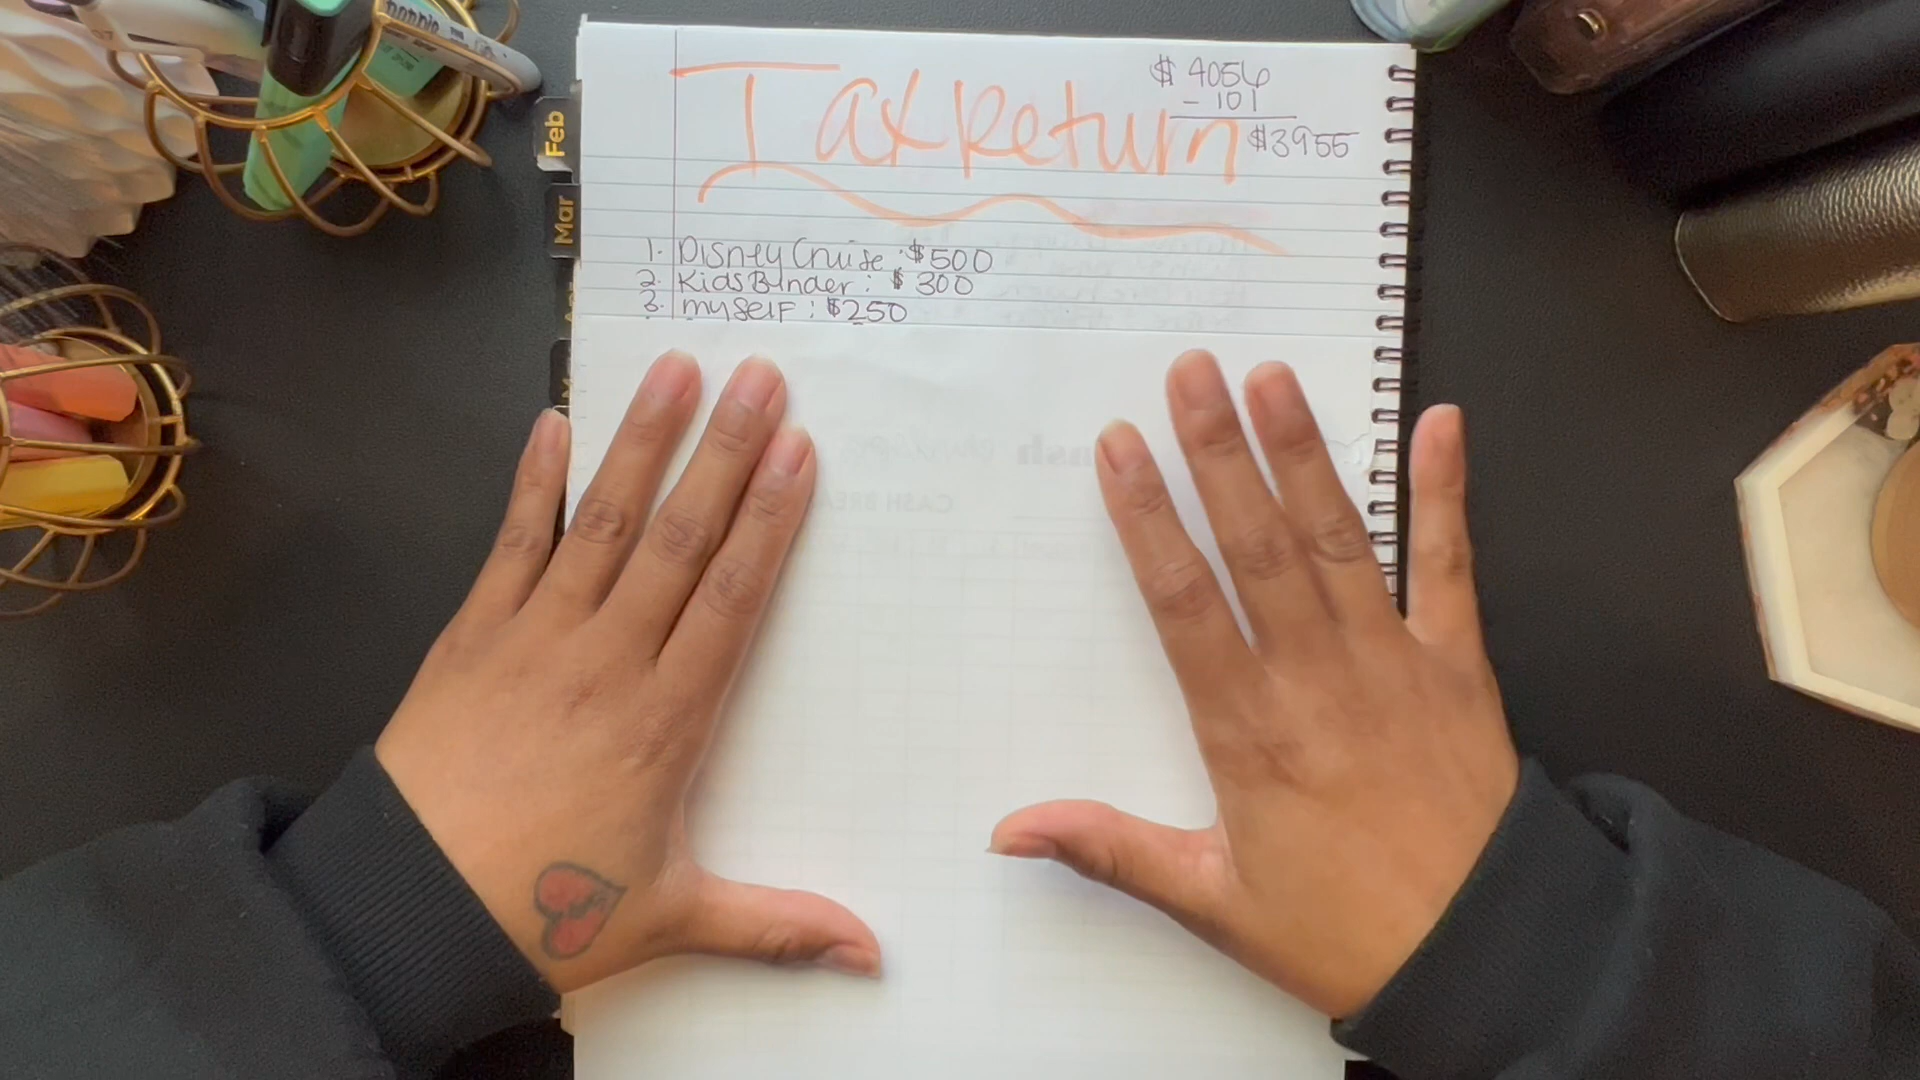 Tax Return
$ 4056
- 101
$3955
1. Disney Cruise : $500
2. Kids Binder : $ 300
3. myself : $250
Feb
Mar